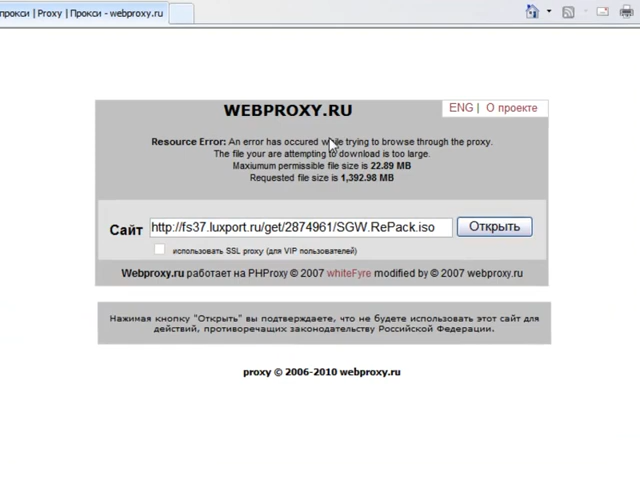 прокси | Proxy | Прокси - webproxy.ru
WEBPROXY.RU
ENG | О проекте
Resource Error: An error has occured while trying to browse through the proxy.
The file your are attempting to download is too large.
Maxiumum permissible file size is 22.89 MB
Requested file size is 1,392.98 MB
Сайт http://fs37.luxport.ru/get/2874961/SGW.RePack.iso Открыть
использовать SSL proxy (для VIP пользователей)
Webproxy.ru работает на PHProxy © 2007 whiteFyre modified by © 2007 webproxy.ru
Нажимая кнопку "Открыть" вы подтверждаете, что не будете использовать этот сайт для
действий, противоречащих законодательству Российской Федерации.
proxy © 2006-2010 webproxy.ru